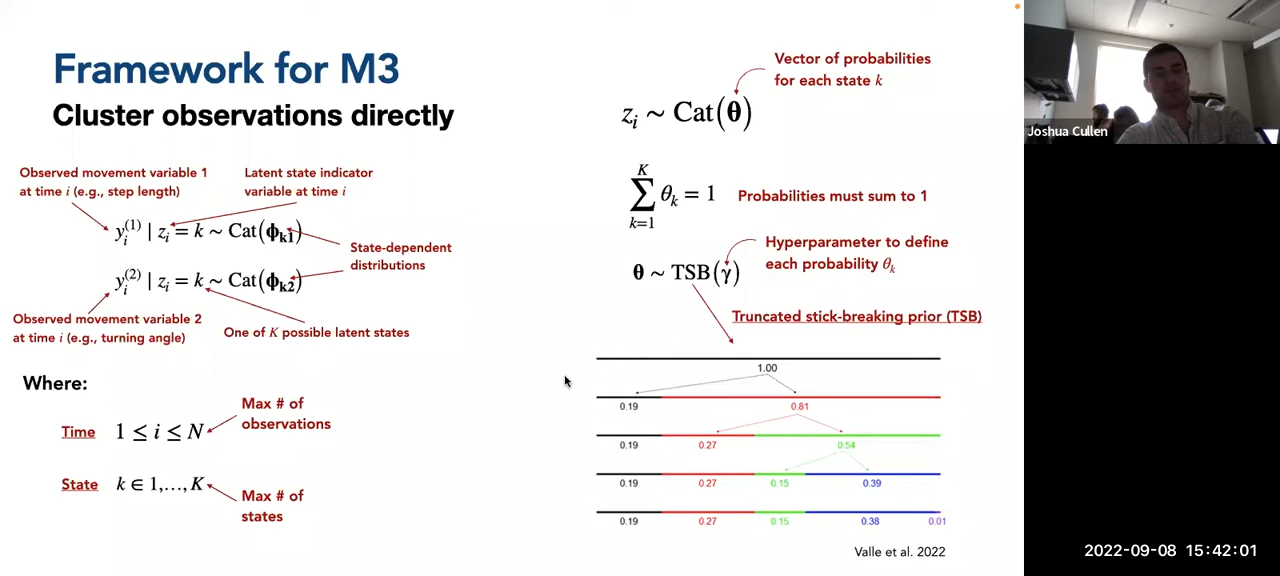 Framework for M3
Cluster observations directly
Observed movement variable 1
at time i (e.g., step length)
Latent state indicator
variable at time i
y_i^(1) | z_i = k ~ Cat(ϕ_k1)
State-dependent
distributions
y_i^(2) | z_i = k ~ Cat(ϕ_k2)
Observed movement variable 2
at time i (e.g., turning angle)
One of K possible latent states
Where:
Max # of
observations
Time 1 ≤ i ≤ N
State k ∈ 1,…,K
Max # of
states
Vector of probabilities
for each state k
z_i ~ Cat(θ)
∑_{k=1}^{K} θ_k = 1 Probabilities must sum to 1
Hyperparameter to define
each probability θ_k
θ ~ TSB(γ)
Truncated stick-breaking prior (TSB)
1.00
0.19 0.81
0.19 0.27 0.54
0.19 0.27 0.15 0.39
0.19 0.27 0.15 0.38 0.01
Valle et al. 2022
Joshua Cullen
2022-09-08 15:42:01